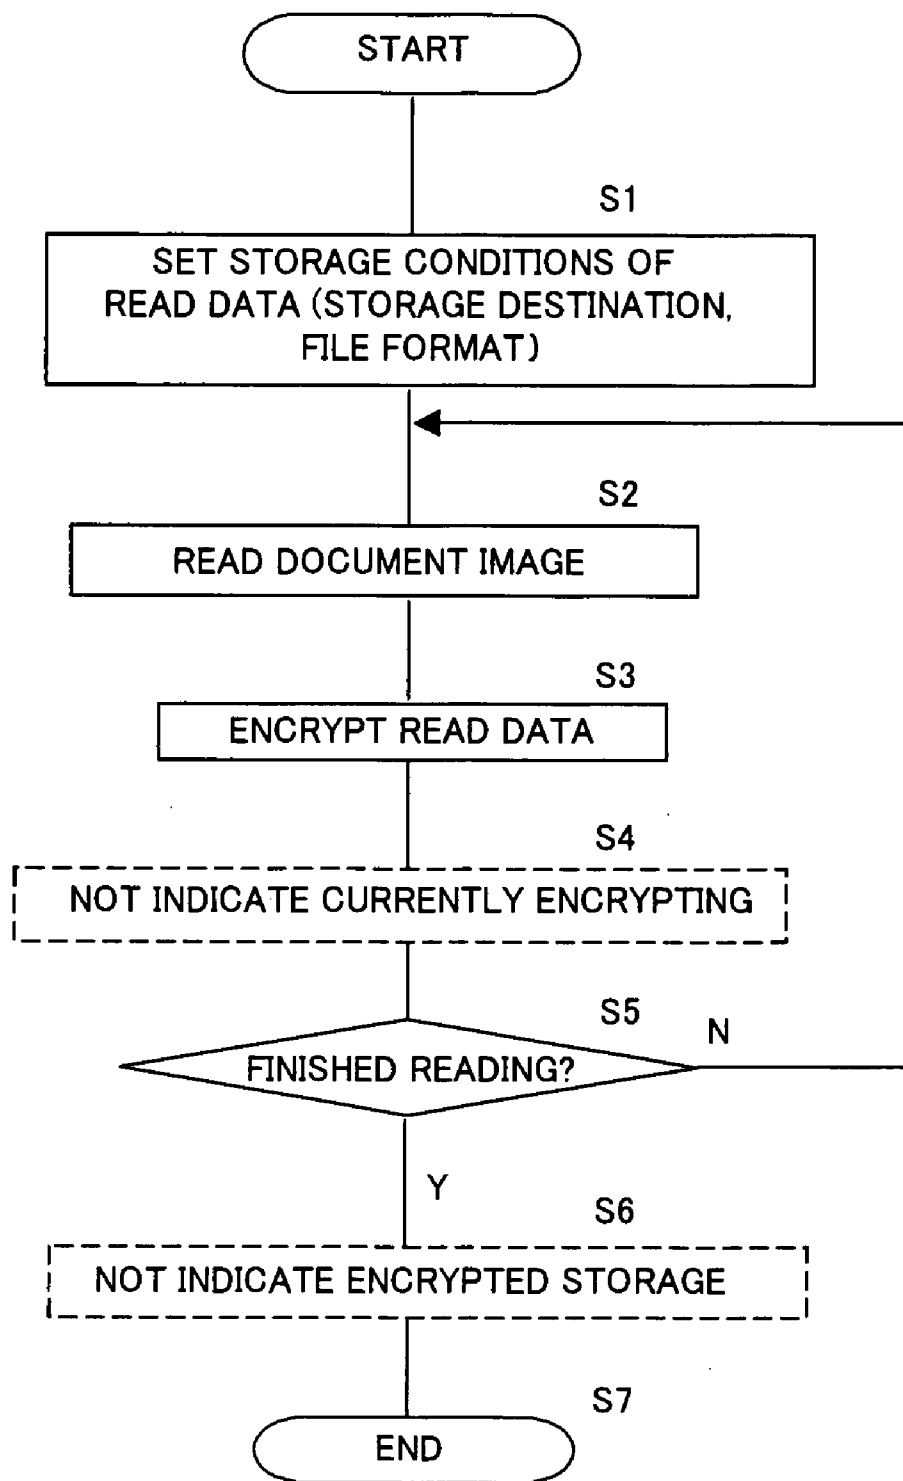 START
S1
SET STORAGE CONDITIONS OF
READ DATA (STORAGE DESTINATION,
FILE FORMAT)
S2
READ DOCUMENT IMAGE
S3
ENCRYPT READ DATA
S4
NOT INDICATE CURRENTLY ENCRYPTING
S5
N
FINISHED READING?
Y
S6
NOT INDICATE ENCRYPTED STORAGE
S7
END